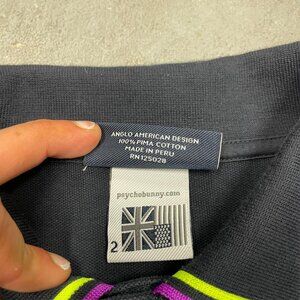 ANGLO AMERICAN DESIGN
100% PIMA COTTON
MADE IN PERU
RN125028
psychobunny.com
2